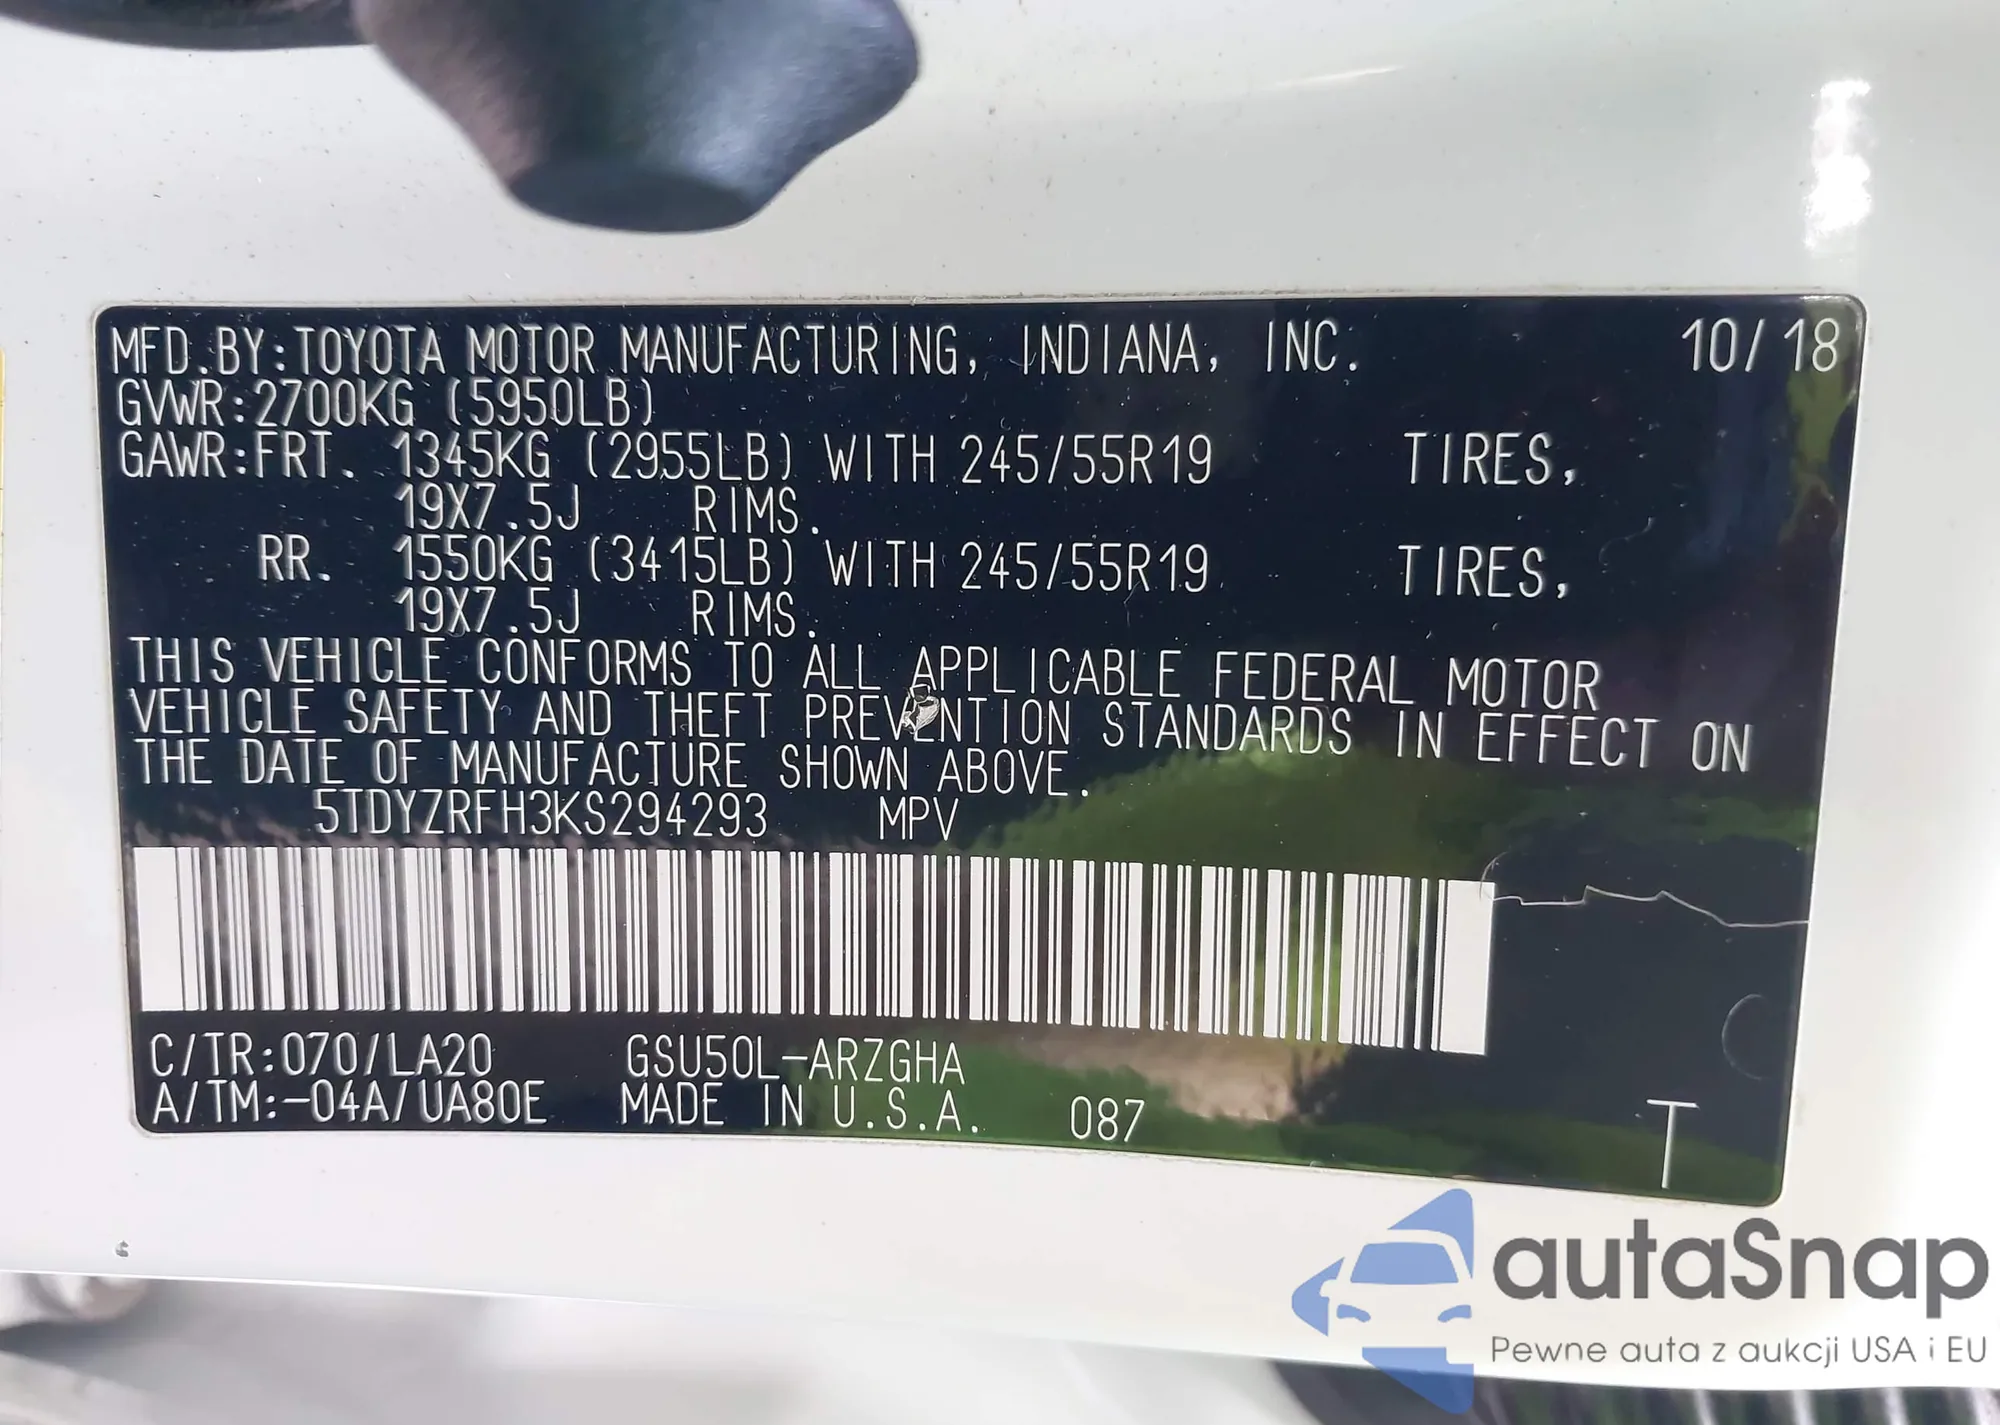 MFD.BY:TOYOTA MOTOR MANUFACTURING, INDIANA, INC. 10/18
GVWR:2700KG (5950LB)
GAWR:FRT. 1345KG (2955LB) WITH 245/55R19 TIRES,
19X7.5J RIMS.
RR. 1550KG (3415LB) WITH 245/55R19 TIRES,
19X7.5J RIMS.
THIS VEHICLE CONFORMS TO ALL APPLICABLE FEDERAL MOTOR
VEHICLE SAFETY AND THEFT PREVENTION STANDARDS IN EFFECT ON
THE DATE OF MANUFACTURE SHOWN ABOVE.
5TDYZRFH3KS294293 MPV
C/TR:070/LA20 GSU50L-ARZGHA
A/TM:-04A/UA80E MADE IN U.S.A. 087 T
autaSnap
Pewne auta z aukcji USA i EU